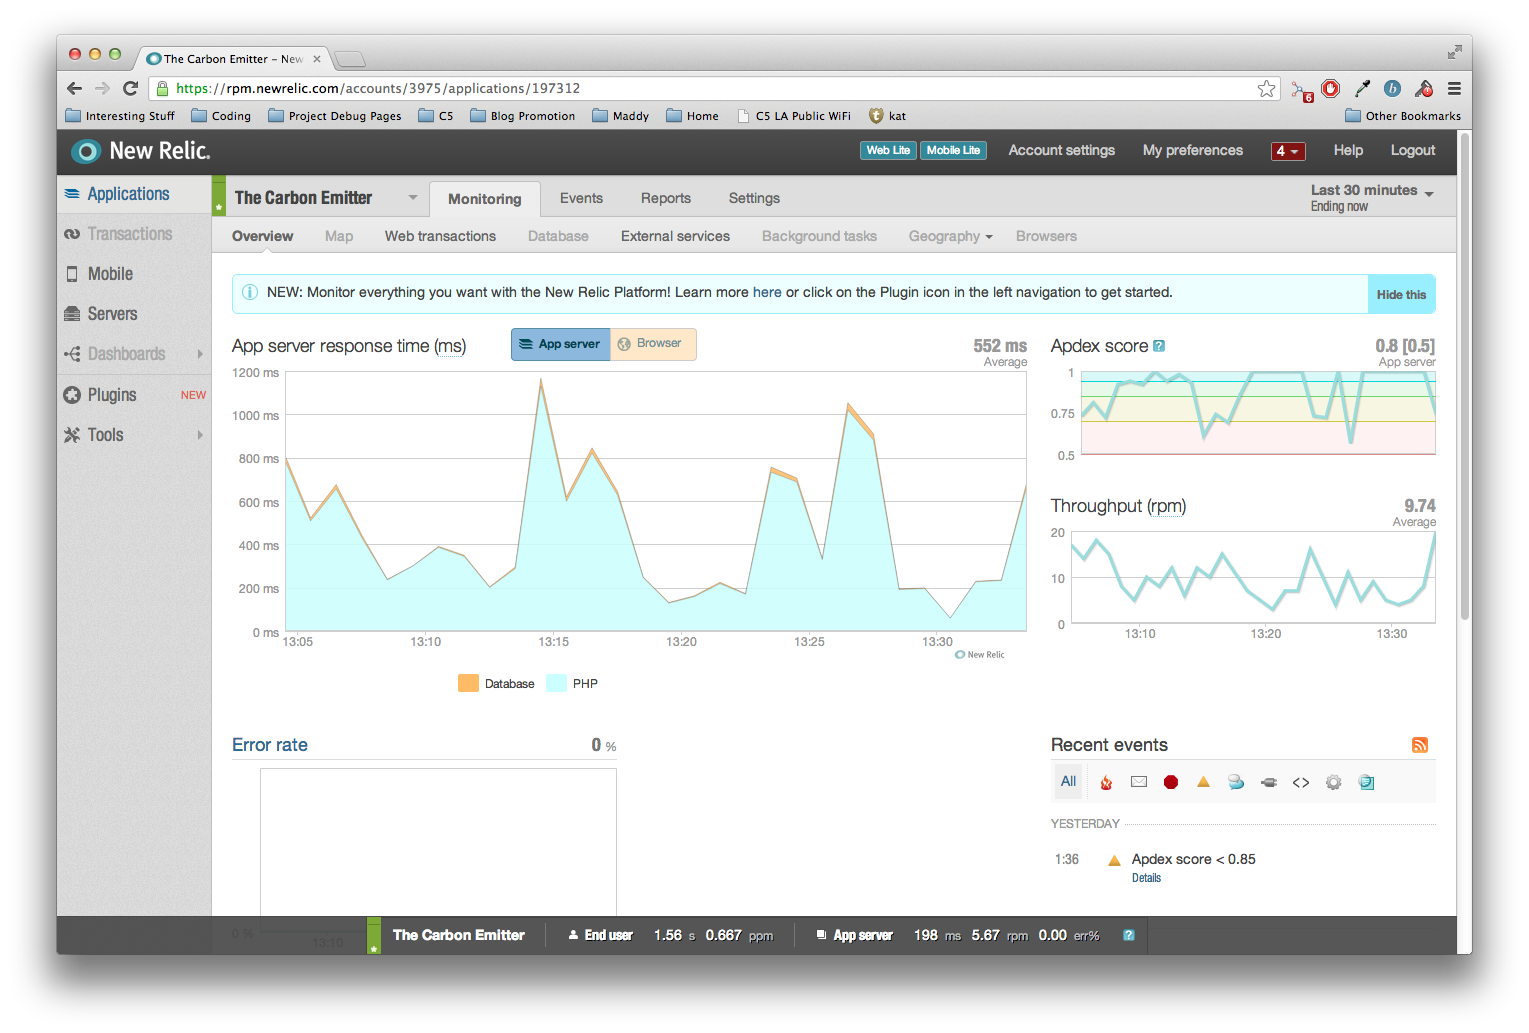 The Carbon Emitter – New
https://rpm.newrelic.com/accounts/3975/applications/197312
6
b
Interesting Stuff Coding Project Debug Pages C5 Blog Promotion Maddy Home C5 LA Public WiFi kat Other Bookmarks
New Relic. Web Lite Mobile Lite Account settings My preferences 4 Help Logout
Applications
Transactions
Mobile
Servers
Dashboards
Plugins NEW
Tools
The Carbon Emitter Monitoring Events Reports Settings
Last 30 minutes
Ending now
Overview Map Web transactions Database External services Background tasks Geography Browsers
NEW: Monitor everything you want with the New Relic Platform! Learn more here or click on the Plugin icon in the left navigation to get started. Hide this
App server response time (ms) App server Browser 552 ms
Average
1200 ms
1000 ms
800 ms
600 ms
400 ms
200 ms
0 ms
13:05 13:10 13:15 13:20 13:25 13:30
New Relic
Database PHP
Apdex score ? 0.8 [0.5]
App server
1
0.75
0.5
Throughput (rpm) 9.74
Average
20
10
0
13:10 13:20 13:30
Error rate 0 %
0 %
13:10
Recent events
All
YESTERDAY
1:36 Apdex score < 0.85
Details
The Carbon Emitter End user 1.56 s 0.667 ppm App server 198 ms 5.67 rpm 0.00 err% ?